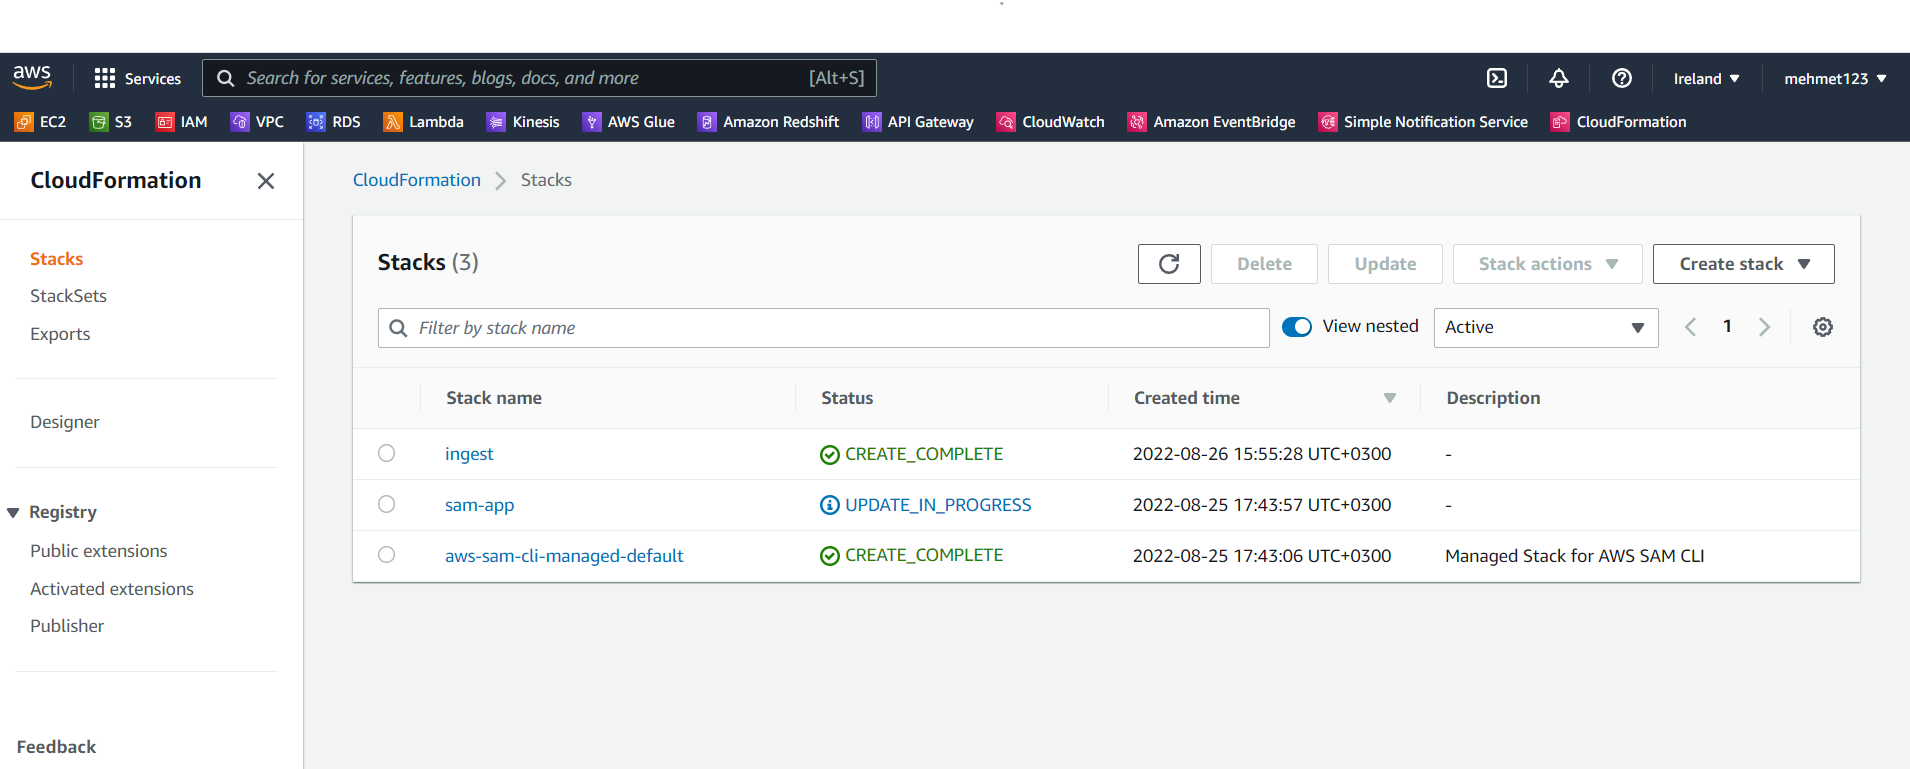 aws Services Search for services, features, blogs, docs, and more [Alt+S] Ireland mehmet123
EC2 S3 IAM VPC RDS Lambda Kinesis AWS Glue Amazon Redshift API Gateway CloudWatch Amazon EventBridge Simple Notification Service CloudFormation
CloudFormation
Stacks
StackSets
Exports
Designer
Registry
Public extensions
Activated extensions
Publisher
Feedback
CloudFormation Stacks
Stacks (3) Delete Update Stack actions Create stack
Filter by stack name View nested Active 1
Stack name Status Created time Description
ingest CREATE_COMPLETE 2022-08-26 15:55:28 UTC+0300 -
sam-app UPDATE_IN_PROGRESS 2022-08-25 17:43:57 UTC+0300 -
aws-sam-cli-managed-default CREATE_COMPLETE 2022-08-25 17:43:06 UTC+0300 Managed Stack for AWS SAM CLI